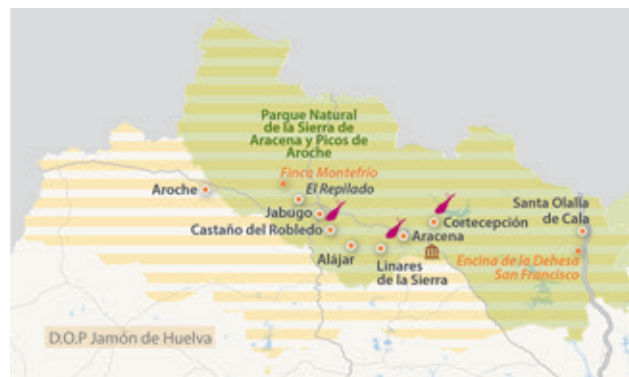 Parque Natural
de la Sierra de
Aracena y Picos de
Aroche
Finca Montefrío
El Repilado
Aroche
Jabugo
Castaño del Robledo
Cortecepción
Santa Olalla
de Cala
Aracena
Alájar
Linares
de la Sierra
Encina de la Dehesa
San Francisco
D.O.P Jamón de Huelva